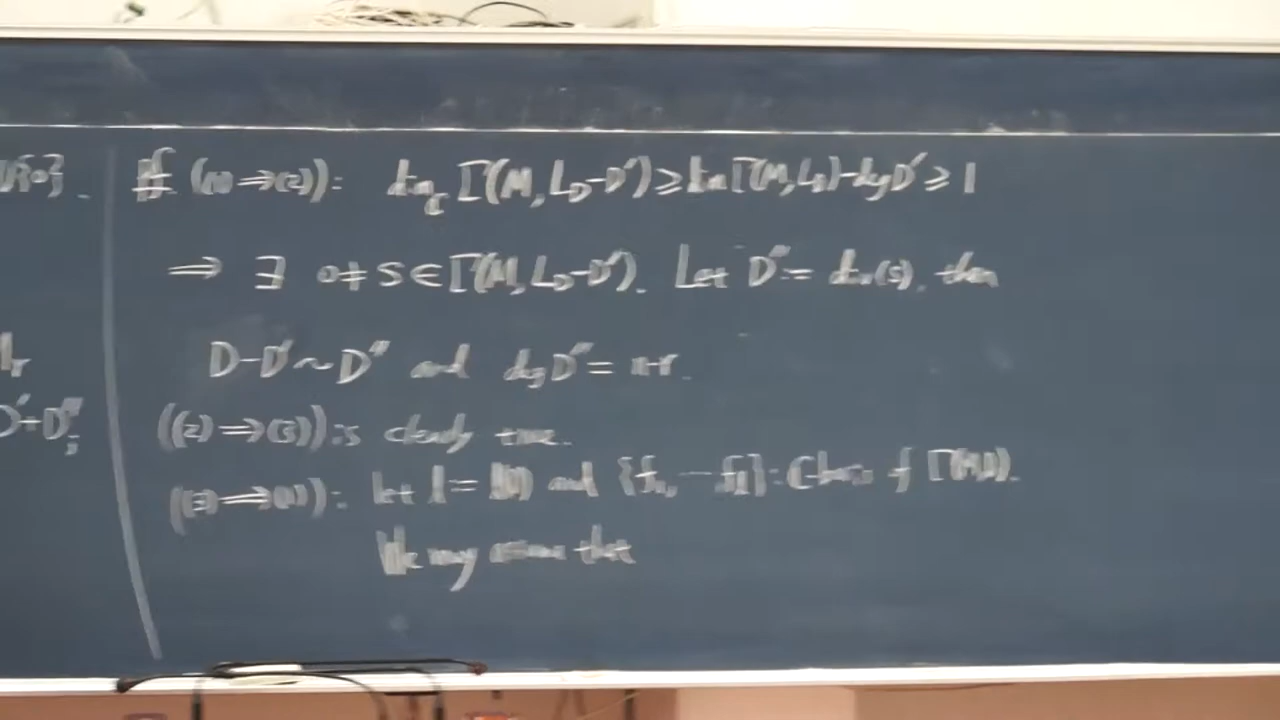 Pf ((1)⇒(2)): dim_C Γ(M, L_D-D') ≥ dim Γ(M, L_D) - deg D' ≥ 1
⇒ ∃ 0≠s∈Γ(M, L_D-D'). Let D'' = div(s), then
D-D' ~ D'' and deg D'' = n-r.
D'+D'';
((2)⇒(3)): is clearly true.
((3)⇒(1)): let l = l(D) and {f_1, - f_l}: C-basis of Γ(M, ).
We may assume that